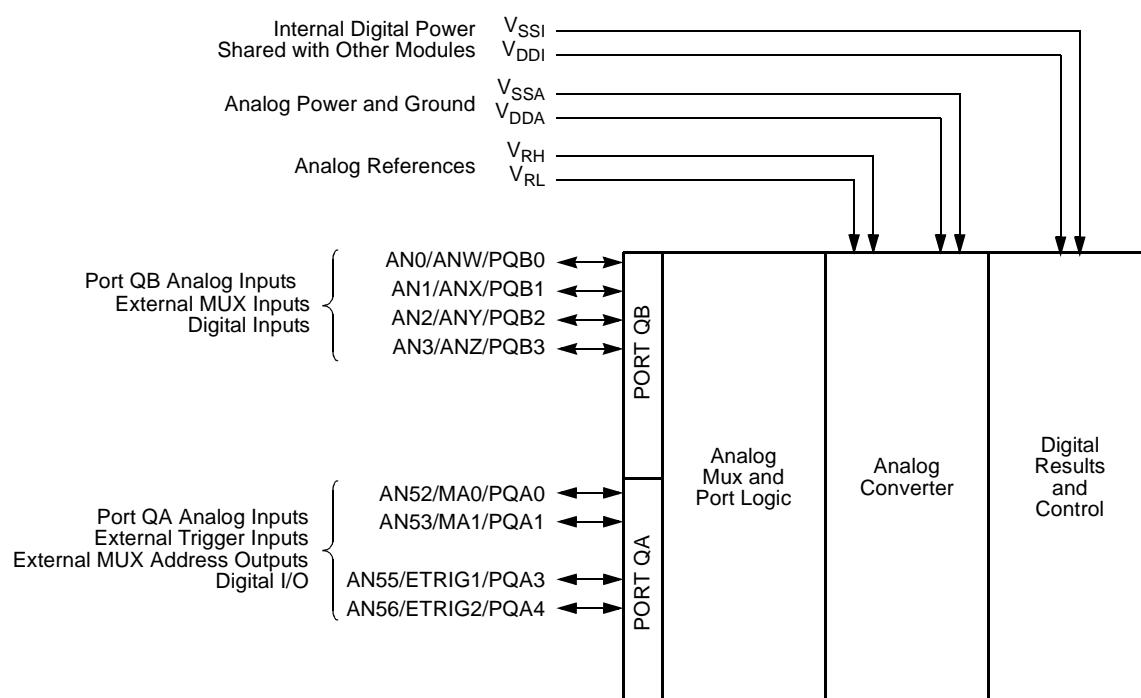 Internal Digital Power VSSI
Shared with Other Modules VDDI
Analog Power and Ground VSSA
VDDA
Analog References VRH
VRL
Port QB Analog Inputs
External MUX Inputs
Digital Inputs
AN0/ANW/PQB0
AN1/ANX/PQB1
AN2/ANY/PQB2
AN3/ANZ/PQB3
PORT QB
Port QA Analog Inputs
External Trigger Inputs
External MUX Address Outputs
Digital I/O
AN52/MA0/PQA0
AN53/MA1/PQA1
AN55/ETRIG1/PQA3
AN56/ETRIG2/PQA4
PORT QA
Analog
Mux and
Port Logic
Analog
Converter
Digital
Results
and
Control